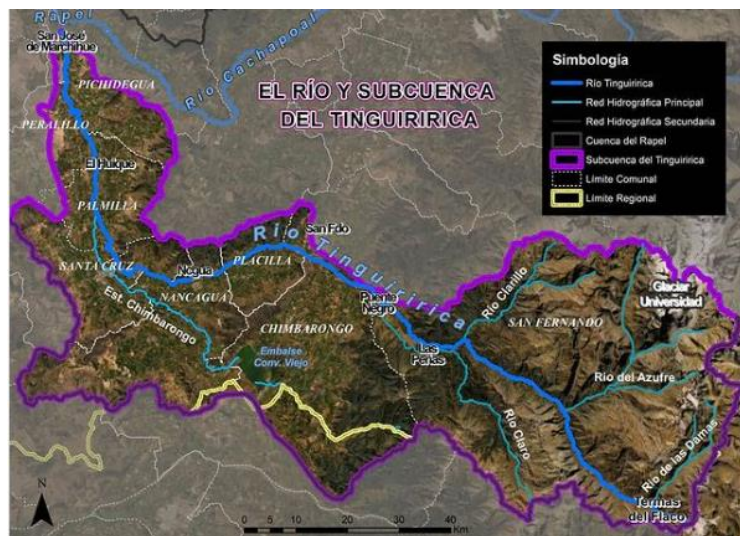 Rapel
San José
de Marchihue
Río Cachapoal
PICHIDEGUA
EL RÍO Y SUBCUENCA
DEL TINGUIRIRICA
PERALILLO
El Huique
PALMILLA
SANTA CRUZ
Nagua
NANCAGUA
PLACILLA
San Fdo
Río Tinguiririca
Est. Chimbarongo
CHIMBARONGO
Embalse
Conv. Viejo
Puente
Negro
Las
Peñas
Río Clarillo
SAN FERNANDO
Glaciar
Universidad
Río del Azufre
Río Claro
Río de las Damas
Termas
del Flaco
Simbología
Río Tinguiririca
Red Hidrográfica Principal
Red Hidrográfica Secundaria
Cuenca del Rapel
Subcuenca del Tinguiririca
Límite Comunal
Límite Regional
N
0 5 10 20 30 40
Km